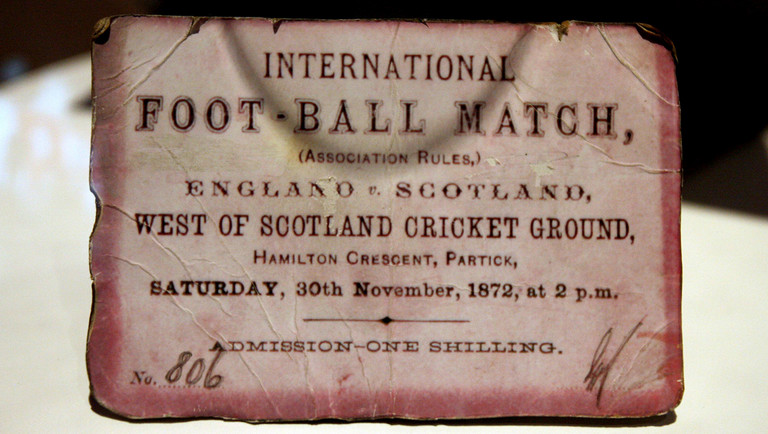 INTERNATIONAL
FOOT-BALL MATCH,
(ASSOCIATION RULES,)
ENGLAND v. SCOTLAND,
WEST OF SCOTLAND CRICKET GROUND,
HAMILTON CRESCENT, PARTICK,
SATURDAY, 30th November, 1872, at 2 p.m.
ADMISSION—ONE SHILLING.
No. 806